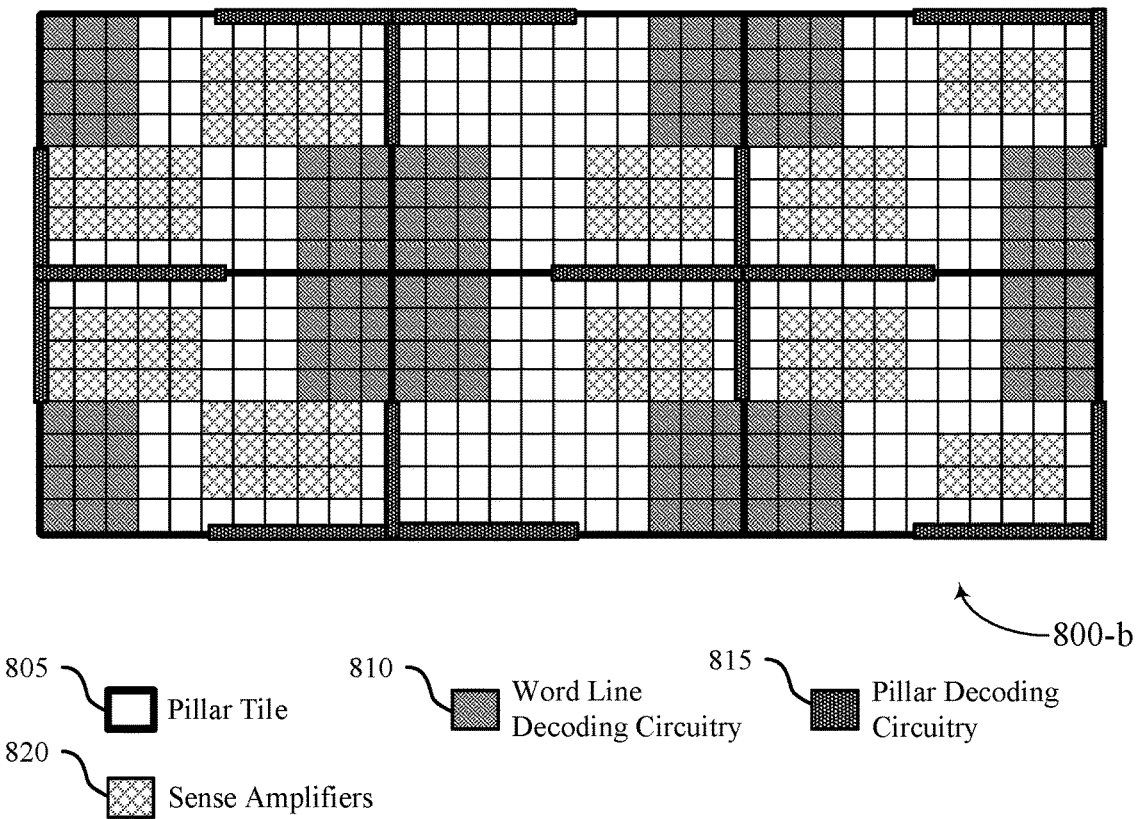 800-b
805
Pillar Tile
810
Word Line
Decoding Circuitry
815
Pillar Decoding
Circuitry
820
Sense Amplifiers